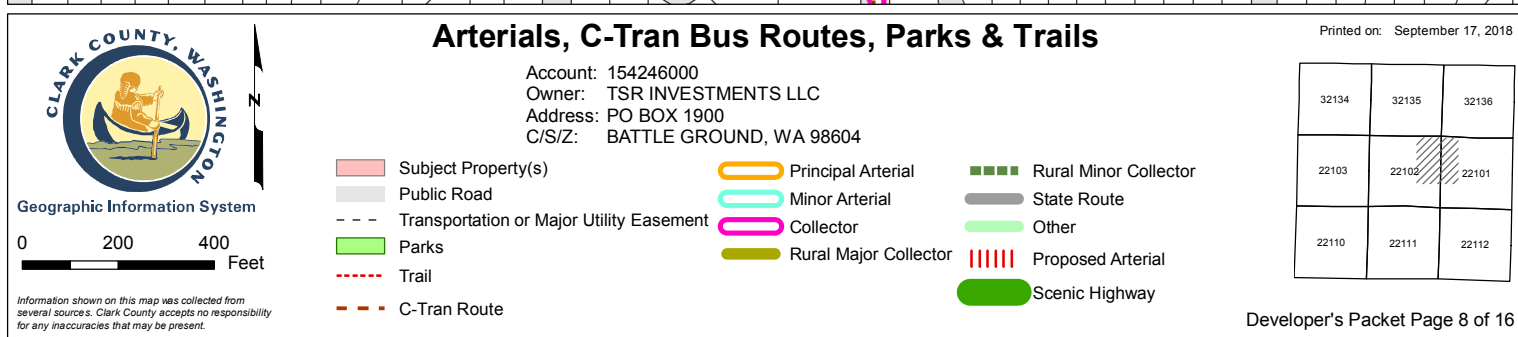 CLARK COUNTY, WASHINGTON
Geographic Information System
N
0 200 400
Feet
Information shown on this map was collected from
several sources. Clark County accepts no responsibility
for any inaccuracies that may be present.
Arterials, C-Tran Bus Routes, Parks & Trails
Account: 154246000
Owner: TSR INVESTMENTS LLC
Address: PO BOX 1900
C/S/Z: BATTLE GROUND, WA 98604
Subject Property(s)
Public Road
Transportation or Major Utility Easement
Parks
Trail
C-Tran Route
Principal Arterial
Minor Arterial
Collector
Rural Major Collector
Rural Minor Collector
State Route
Other
Proposed Arterial
Scenic Highway
Printed on: September 17, 2018
32134 32135 32136
22103 22102 22101
22110 22111 22112
Developer's Packet Page 8 of 16